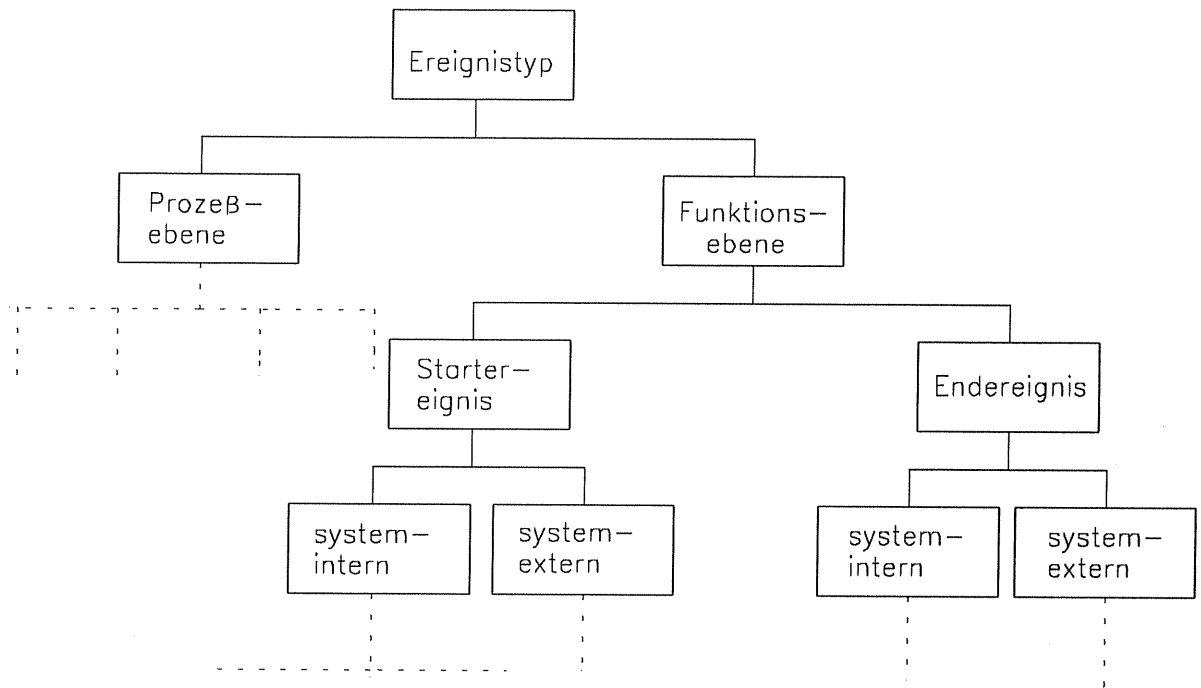 Ereignistyp
Prozeß-
ebene
Funktions-
ebene
Starter-
eignis
Endereignis
system-
intern
system-
extern
system-
intern
system-
extern